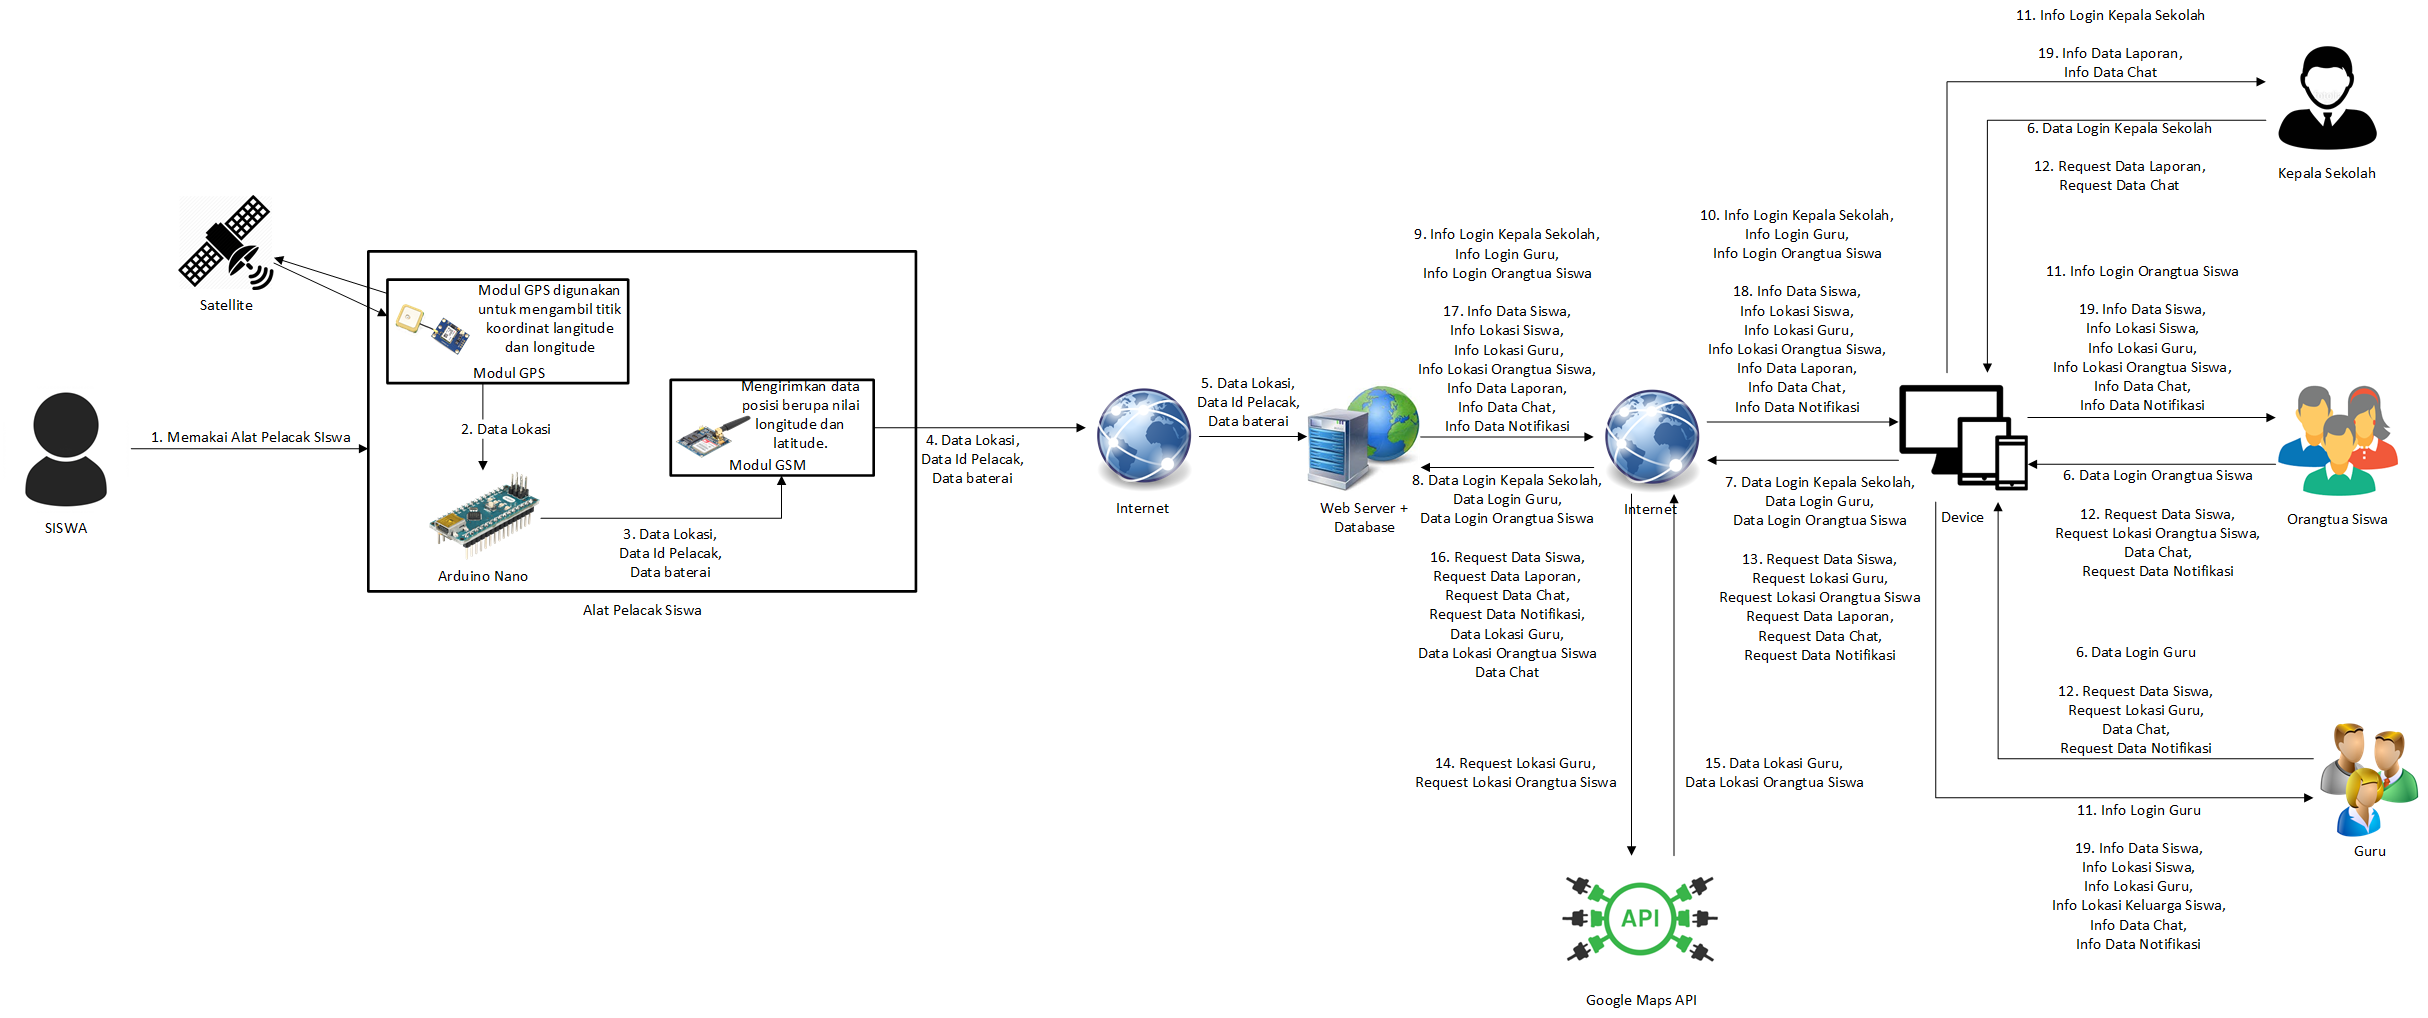 SISWA
1. Memakai Alat Pelacak SIswa
Satellite
Modul GPS digunakan
untuk mengambil titik
koordinat langitude
dan longitude
Modul GPS
2. Data Lokasi
Arduino Nano
3. Data Lokasi,
Data Id Pelacak,
Data baterai
Mengirimkan data
posisi berupa nilai
longitude dan
latitude.
Modul GSM
Alat Pelacak Siswa
4. Data Lokasi,
Data Id Pelacak,
Data baterai
Internet
5. Data Lokasi,
Data Id Pelacak,
Data baterai
Web Server +
Database
9. Info Login Kepala Sekolah,
Info Login Guru,
Info Login Orangtua Siswa
17. Info Data Siswa,
Info Lokasi Siswa,
Info Lokasi Guru,
Info Lokasi Orangtua Siswa,
Info Data Laporan,
Info Data Chat,
Info Data Notifikasi
8. Data Login Kepala Sekolah,
Data Login Guru,
Data Login Orangtua Siswa
16. Request Data Siswa,
Request Data Laporan,
Request Data Chat,
Request Data Notifikasi,
Data Lokasi Guru,
Data Lokasi Orangtua Siswa
Data Chat
Internet
14. Request Lokasi Guru,
Request Lokasi Orangtua Siswa
15. Data Lokasi Guru,
Data Lokasi Orangtua Siswa
API
Google Maps API
10. Info Login Kepala Sekolah,
Info Login Guru,
Info Login Orangtua Siswa
18. Info Data Siswa,
Info Lokasi Siswa,
Info Lokasi Guru,
Info Lokasi Orangtua Siswa,
Info Data Laporan,
Info Data Chat,
Info Data Notifikasi
7. Data Login Kepala Sekolah,
Data Login Guru,
Data Login Orangtua Siswa
13. Request Data Siswa,
Request Lokasi Guru,
Request Lokasi Orangtua Siswa
Request Data Laporan,
Request Data Chat,
Request Data Notifikasi
Device
11. Info Login Kepala Sekolah
19. Info Data Laporan,
Info Data Chat
6. Data Login Kepala Sekolah
12. Request Data Laporan,
Request Data Chat
Kepala Sekolah
11. Info Login Orangtua Siswa
19. Info Data Siswa,
Info Lokasi Siswa,
Info Lokasi Guru,
Info Lokasi Orangtua Siswa,
Info Data Chat,
Info Data Notifikasi
6. Data Login Orangtua Siswa
12. Request Data Siswa,
Request Lokasi Orangtua Siswa,
Data Chat,
Request Data Notifikasi
Orangtua Siswa
6. Data Login Guru
12. Request Data Siswa,
Request Lokasi Guru,
Data Chat,
Request Data Notifikasi
11. Info Login Guru
19. Info Data Siswa,
Info Lokasi Siswa,
Info Lokasi Guru,
Info Lokasi Keluarga Siswa,
Info Data Chat,
Info Data Notifikasi
Guru